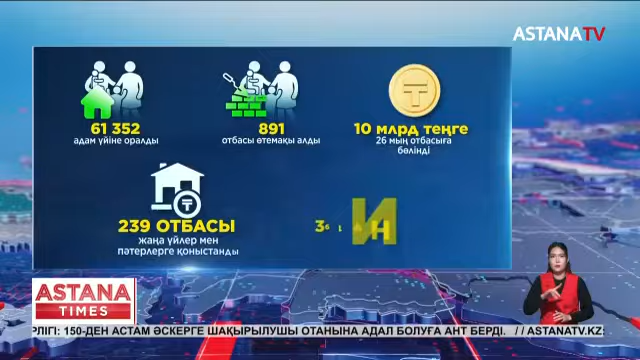 ASTANATV
61 352
адам үйіне оралды
891
отбасы өтемақы алды
10 млрд теңге
26 мың отбасыға
бөлінді
239 ОТБАСЫ
жаңа үйлер мен
пәтерлерге қоныстанды
ASTANA
TIMES
РЛІГІ: 150-ДЕН АСТАМ ӘСКЕРГЕ ШАҚЫРЫЛУШЫ ОТАНЫНА АДАЛ БОЛУҒА АНТ БЕРДІ. // ASTANATV.KZ: